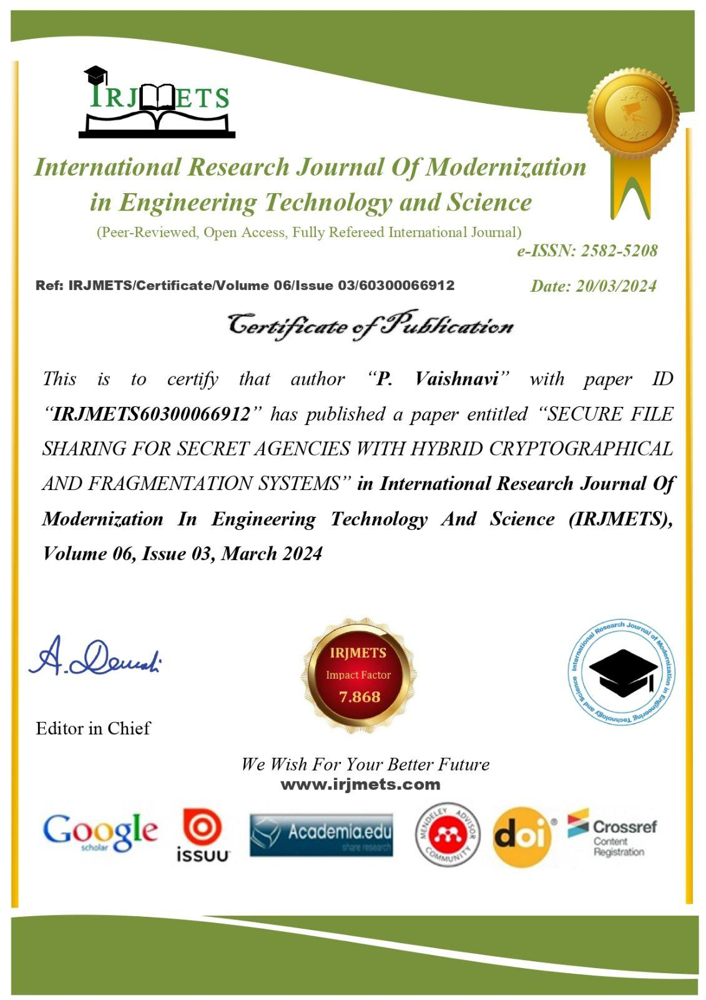 IRJMETS
International Research Journal Of Modernization
in Engineering Technology and Science
(Peer-Reviewed, Open Access, Fully Refereed International Journal)
e-ISSN: 2582-5208
Ref: IRJMETS/Certificate/Volume 06/Issue 03/60300066912
Date: 20/03/2024
Certificate of Publication
This is to certify that author “P. Vaishnavi” with paper ID
“IRJMETS60300066912” has published a paper entitled “SECURE FILE
SHARING FOR SECRET AGENCIES WITH HYBRID CRYPTOGRAPHICAL
AND FRAGMENTATION SYSTEMS” in International Research Journal Of
Modernization In Engineering Technology And Science (IRJMETS),
Volume 06, Issue 03, March 2024
IRJMETS
Impact Factor
7.868
International Research Journal of Modernization in Engineering Technology and Science
Editor in Chief
We Wish For Your Better Future
www.irjmets.com
Google
scholar
issuu
Academia.edu
share research
MENDELEY ADVISOR
COMMUNITY
doi®
Crossref
Content
Registration